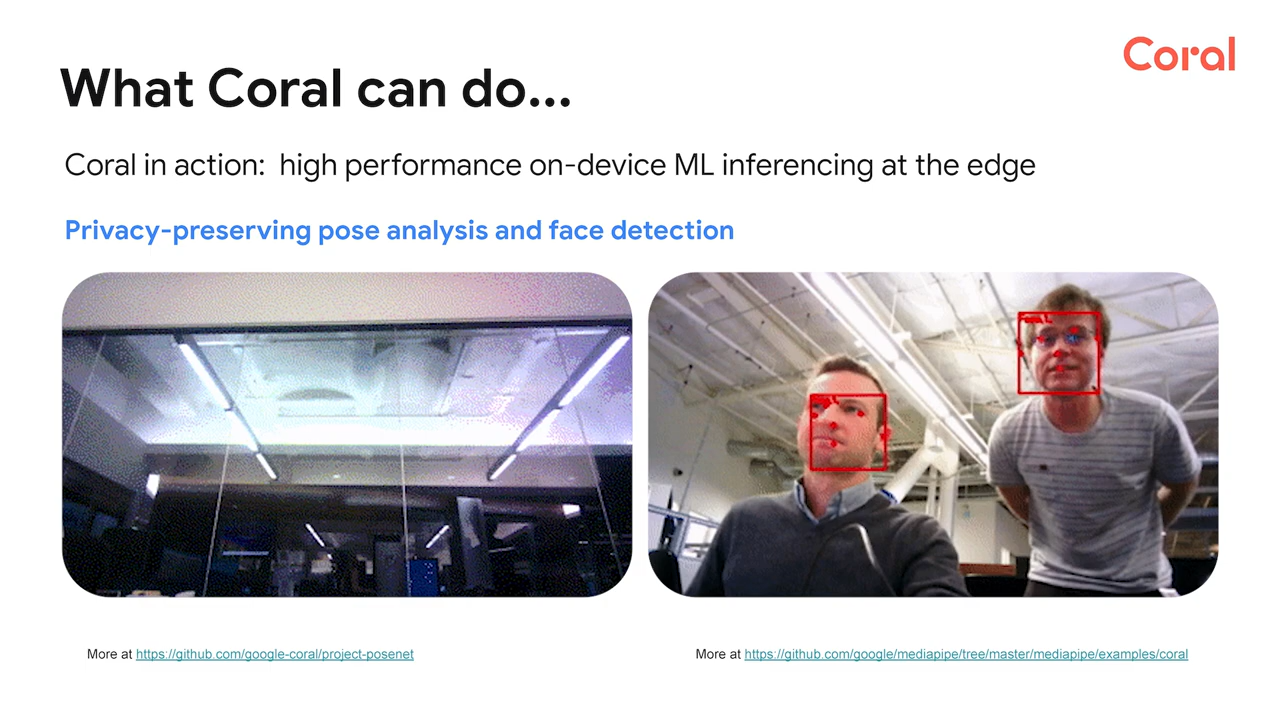 Coral
What Coral can do...
Coral in action:  high performance on-device ML inferencing at the edge
Privacy-preserving pose analysis and face detection
More at https://github.com/google-coral/project-posenet
More at https://github.com/google/mediapipe/tree/master/mediapipe/examples/coral